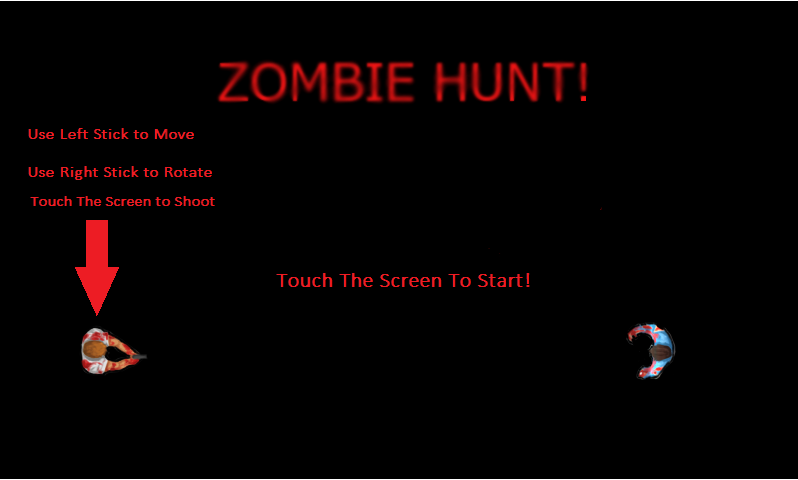 ZOMBIE HUNT!
Use Left Stick to Move
Use Right Stick to Rotate
Touch The Screen to Shoot
Touch The Screen To Start!